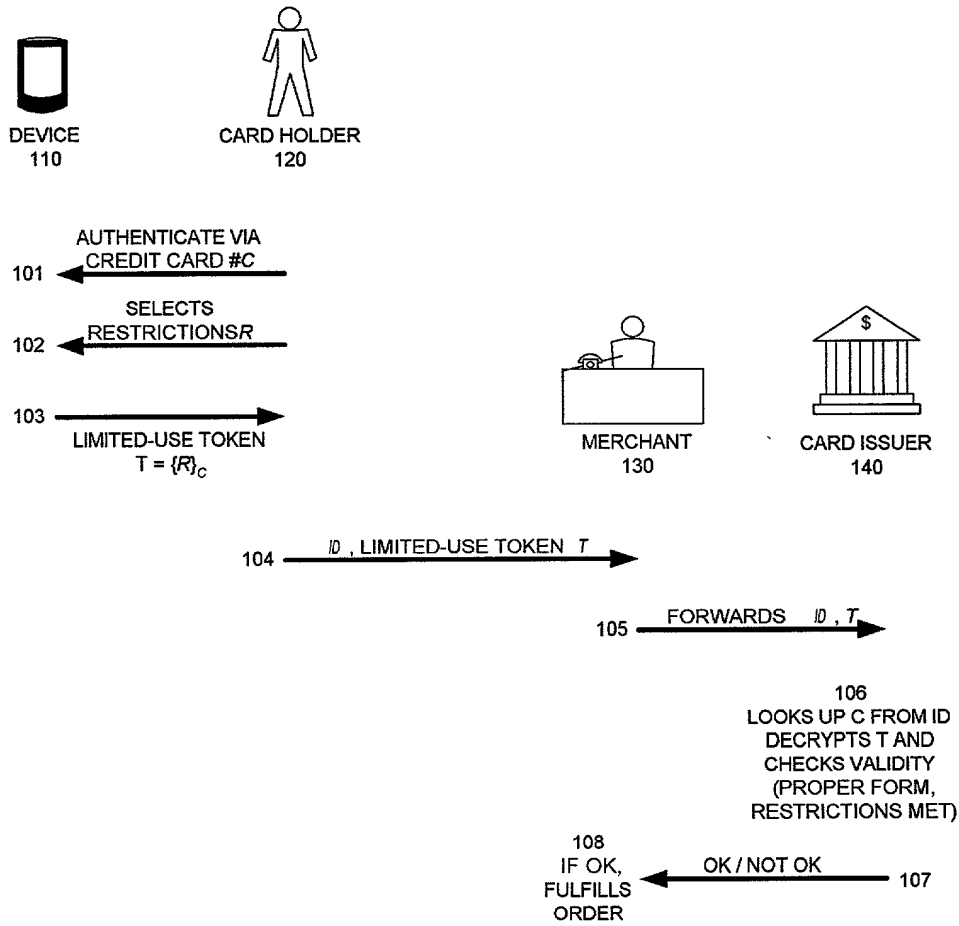 DEVICE
110
CARD HOLDER
120
AUTHENTICATE VIA
CREDIT CARD #C
101
SELECTS
RESTRICTIONSR
102
103
LIMITED-USE TOKEN
T = {R}C
$
MERCHANT
130
CARD ISSUER
140
104
ID , LIMITED-USE TOKEN T
105
FORWARDS ID , T
106
LOOKS UP C FROM ID
DECRYPTS T AND
CHECKS VALIDITY
(PROPER FORM,
RESTRICTIONS MET)
108
IF OK,
FULFILLS
ORDER
OK / NOT OK
107